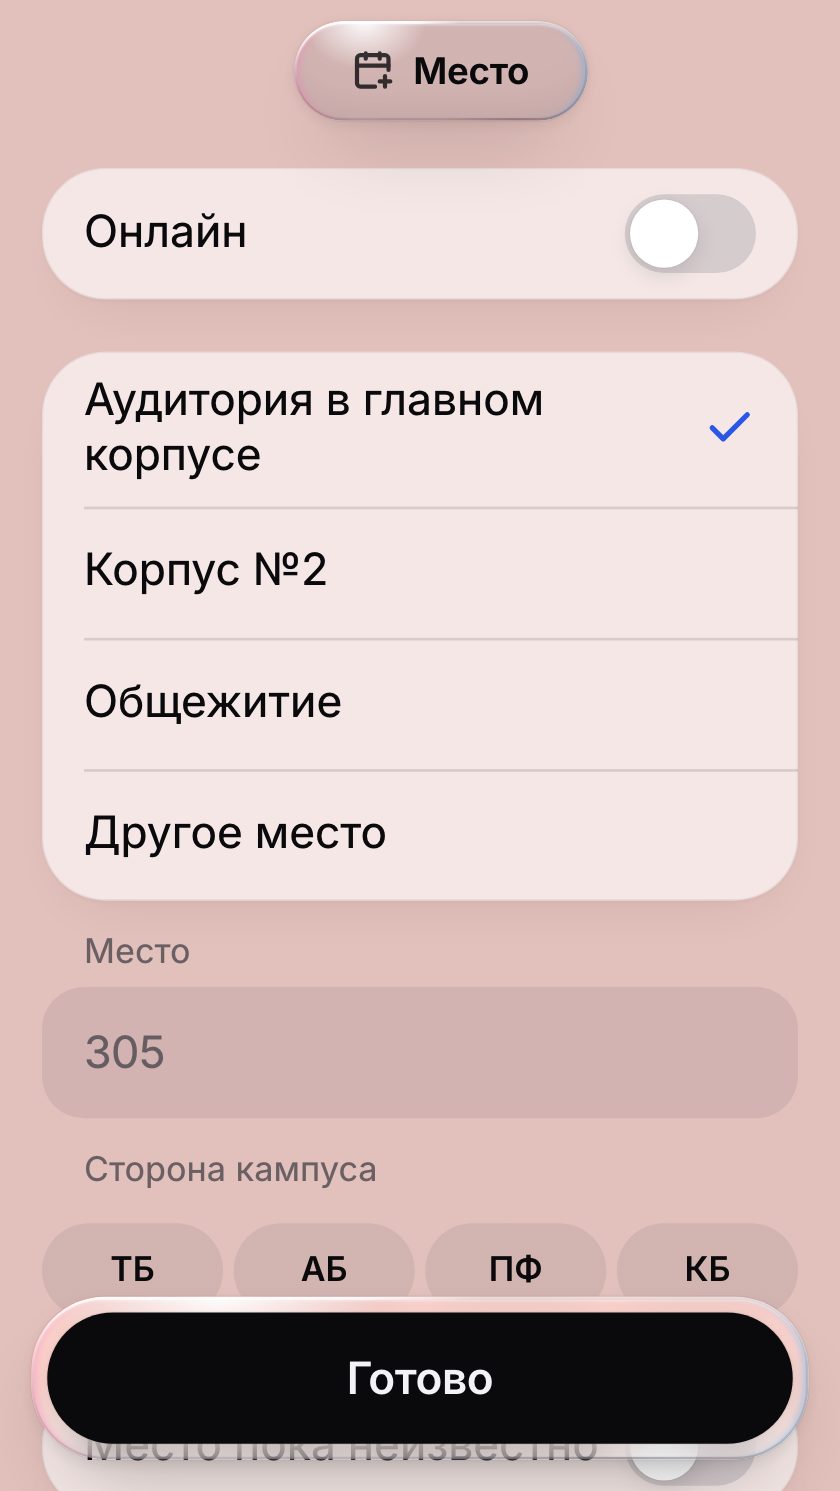 Место
Онлайн
Аудитория в главном
корпусе
Корпус №2
Общежитие
Другое место
Место
305
Сторона кампуса
ТБ АБ ПФ КБ
Готово
Место пока неизвестно